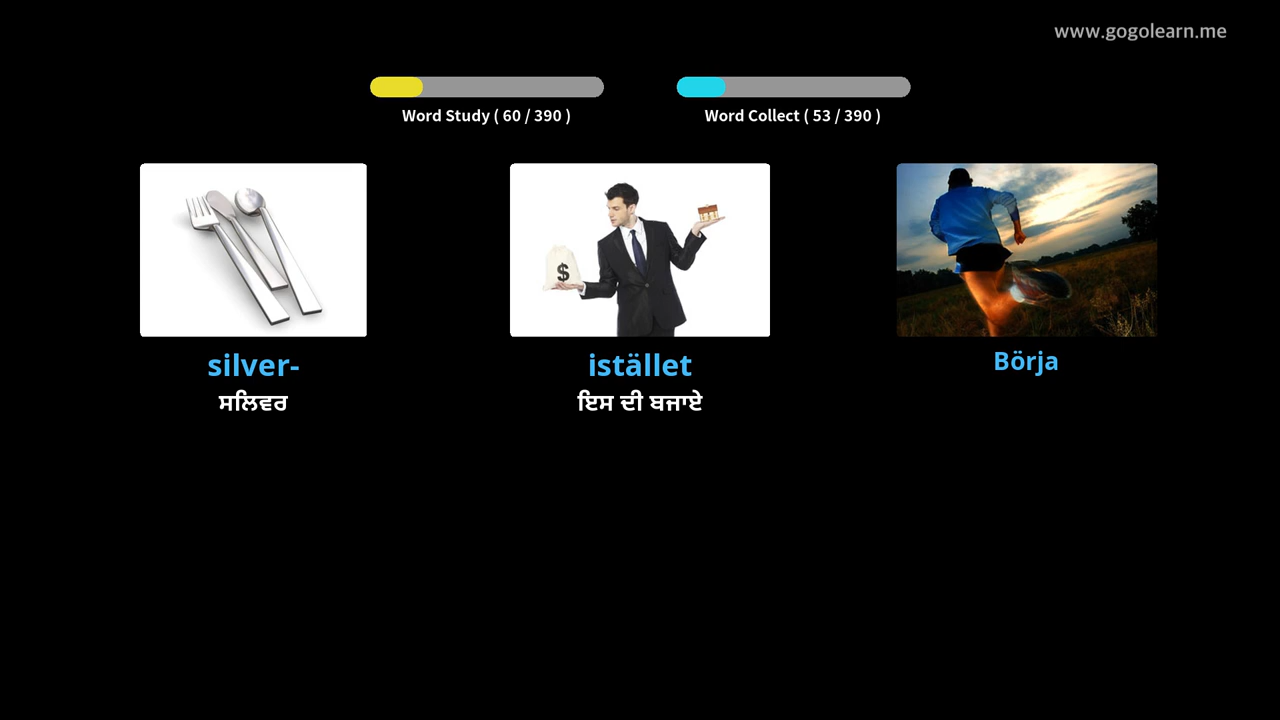 www.gogolearn.me
Word Study ( 60 / 390 )
Word Collect ( 53 / 390 )
$
silver-
ਸਲਿਵਰ
istället
ਇਸ ਦੀ ਬਜਾਏ
Börja